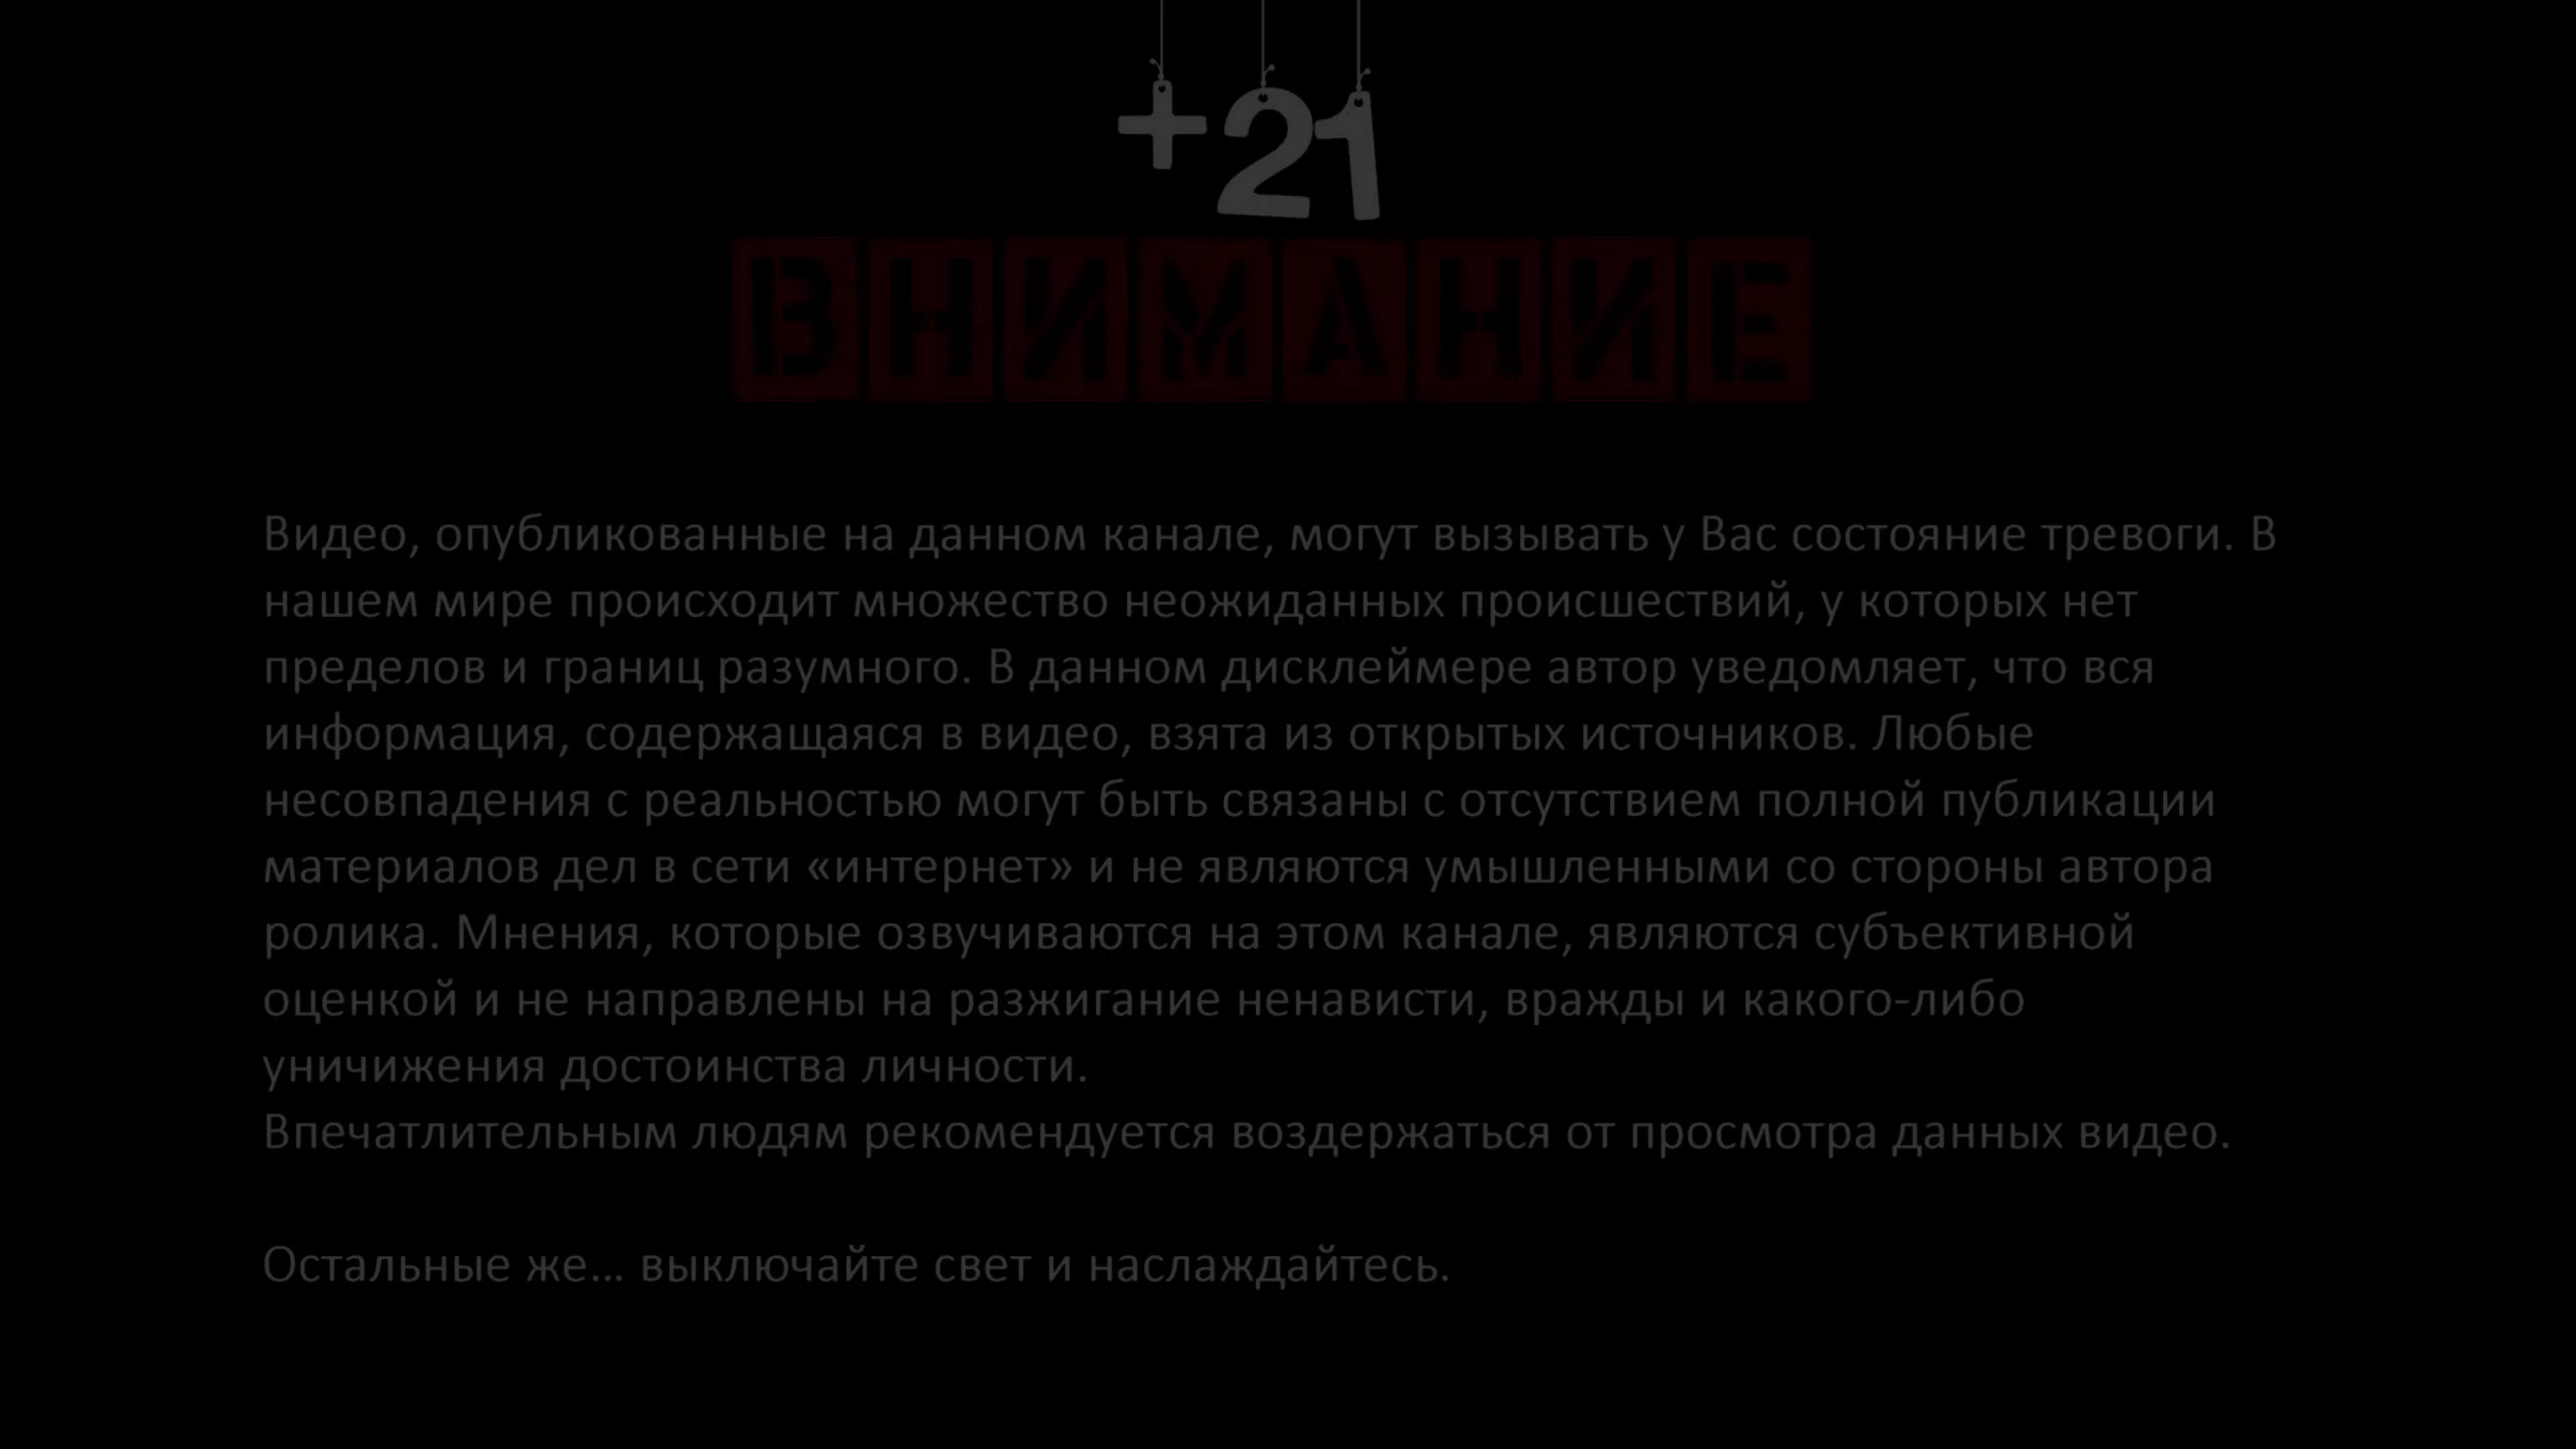 +21
ВНИМАНИЕ
Видео, опубликованные на данном канале, могут вызывать у Вас состояние тревоги. В
нашем мире происходит множество неожиданных происшествий, у которых нет
пределов и границ разумного. В данном дисклеймере автор уведомляет, что вся
информация, содержащаяся в видео, взята из открытых источников. Любые
несовпадения с реальностью могут быть связаны с отсутствием полной публикации
материалов дел в сети «интернет» и не являются умышленными со стороны автора
ролика. Мнения, которые озвучиваются на этом канале, являются субъективной
оценкой и не направлены на разжигание ненависти, вражды и какого-либо
уничижения достоинства личности.
Впечатлительным людям рекомендуется воздержаться от просмотра данных видео.
Остальные же… выключайте свет и наслаждайтесь.